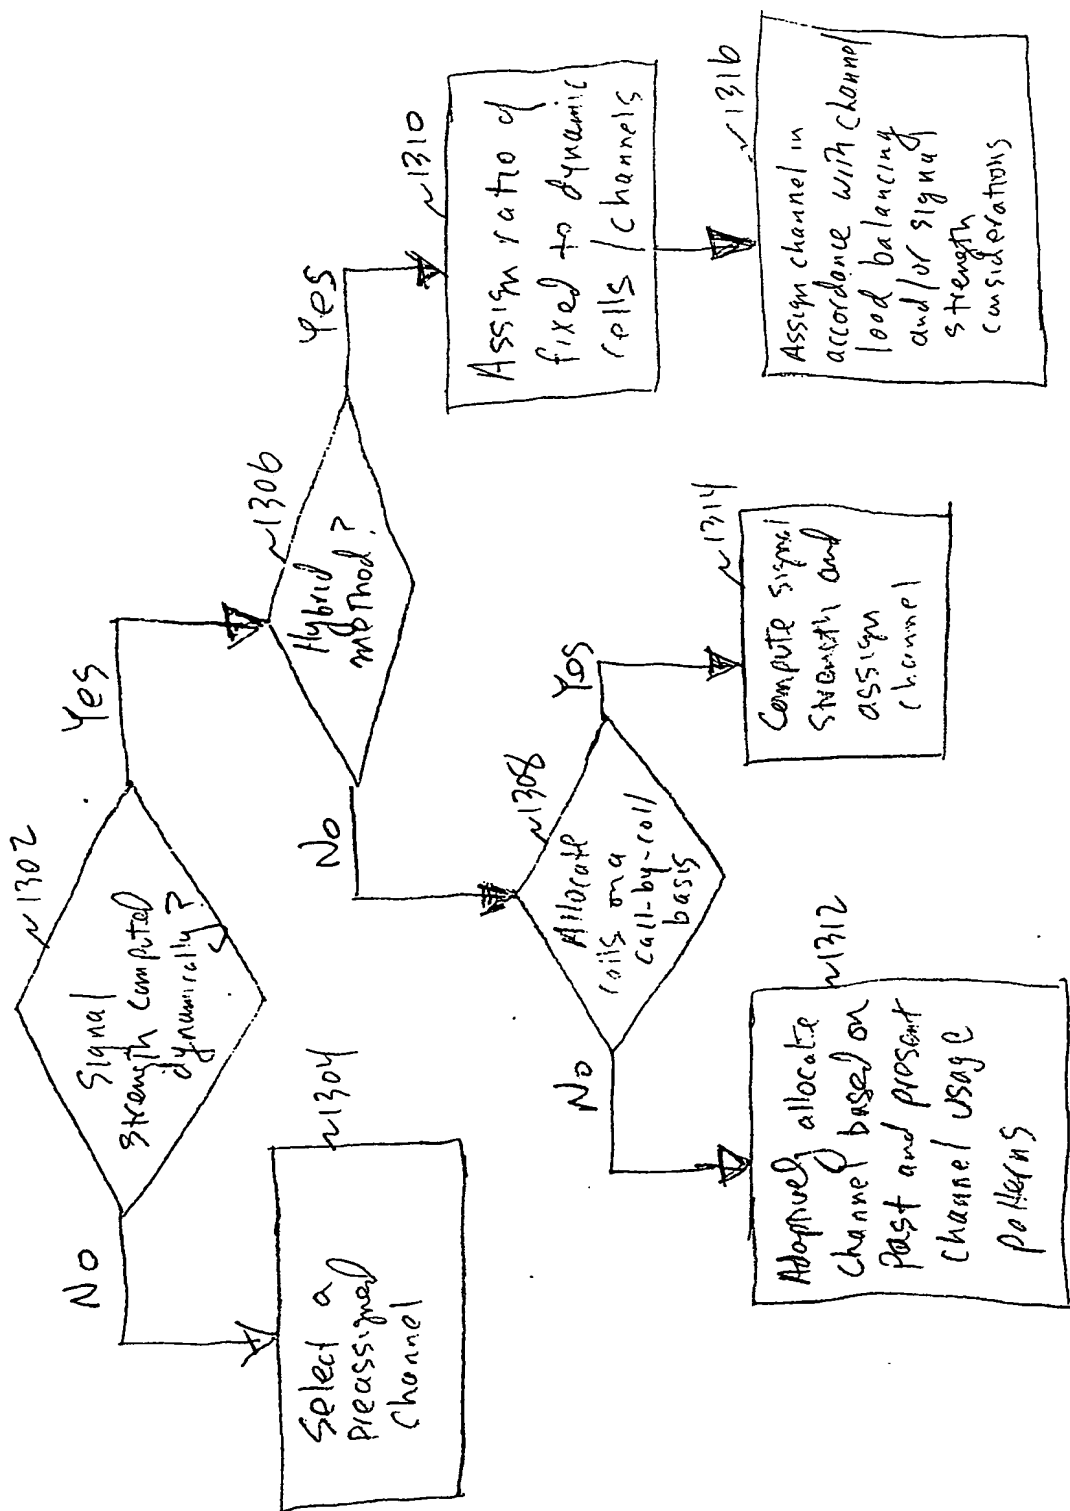 ~1302
Signal
strength computed
dynamically?
No
Yes
~1304
Select a
preassigned
channel
~1306
Hybrid
method?
No
Yes
~1308
Allocate
cells on a
call-by-call
basis
No
Yes
~1310
Assign ratio of
fixed to dynamic
cells / channels
~1312
Adaptively allocate
channel based on
past and present
channel usage
patterns
~1314
Compute signal
strength and
assign
channel
~1316
Assign channel in
accordance with channel
load balancing
and/or signal
strength
considerations